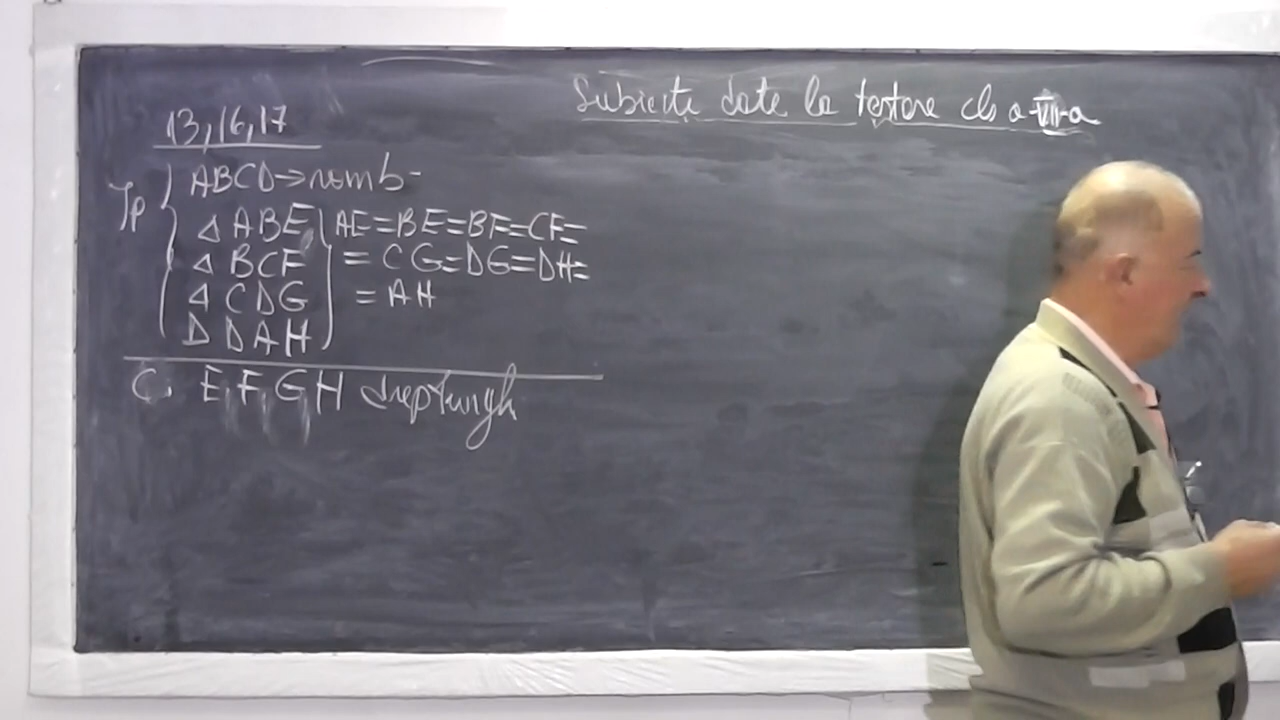 Subiecte date la testare cls a VII-a
13, 16, 17
Ip { ABCD → romb
△ ABE } AE = BE = BF = CF =
△ BCF = CG = DG = DH =
△ CDG = AH
D DAH
C. E, F, G, H dreptungh